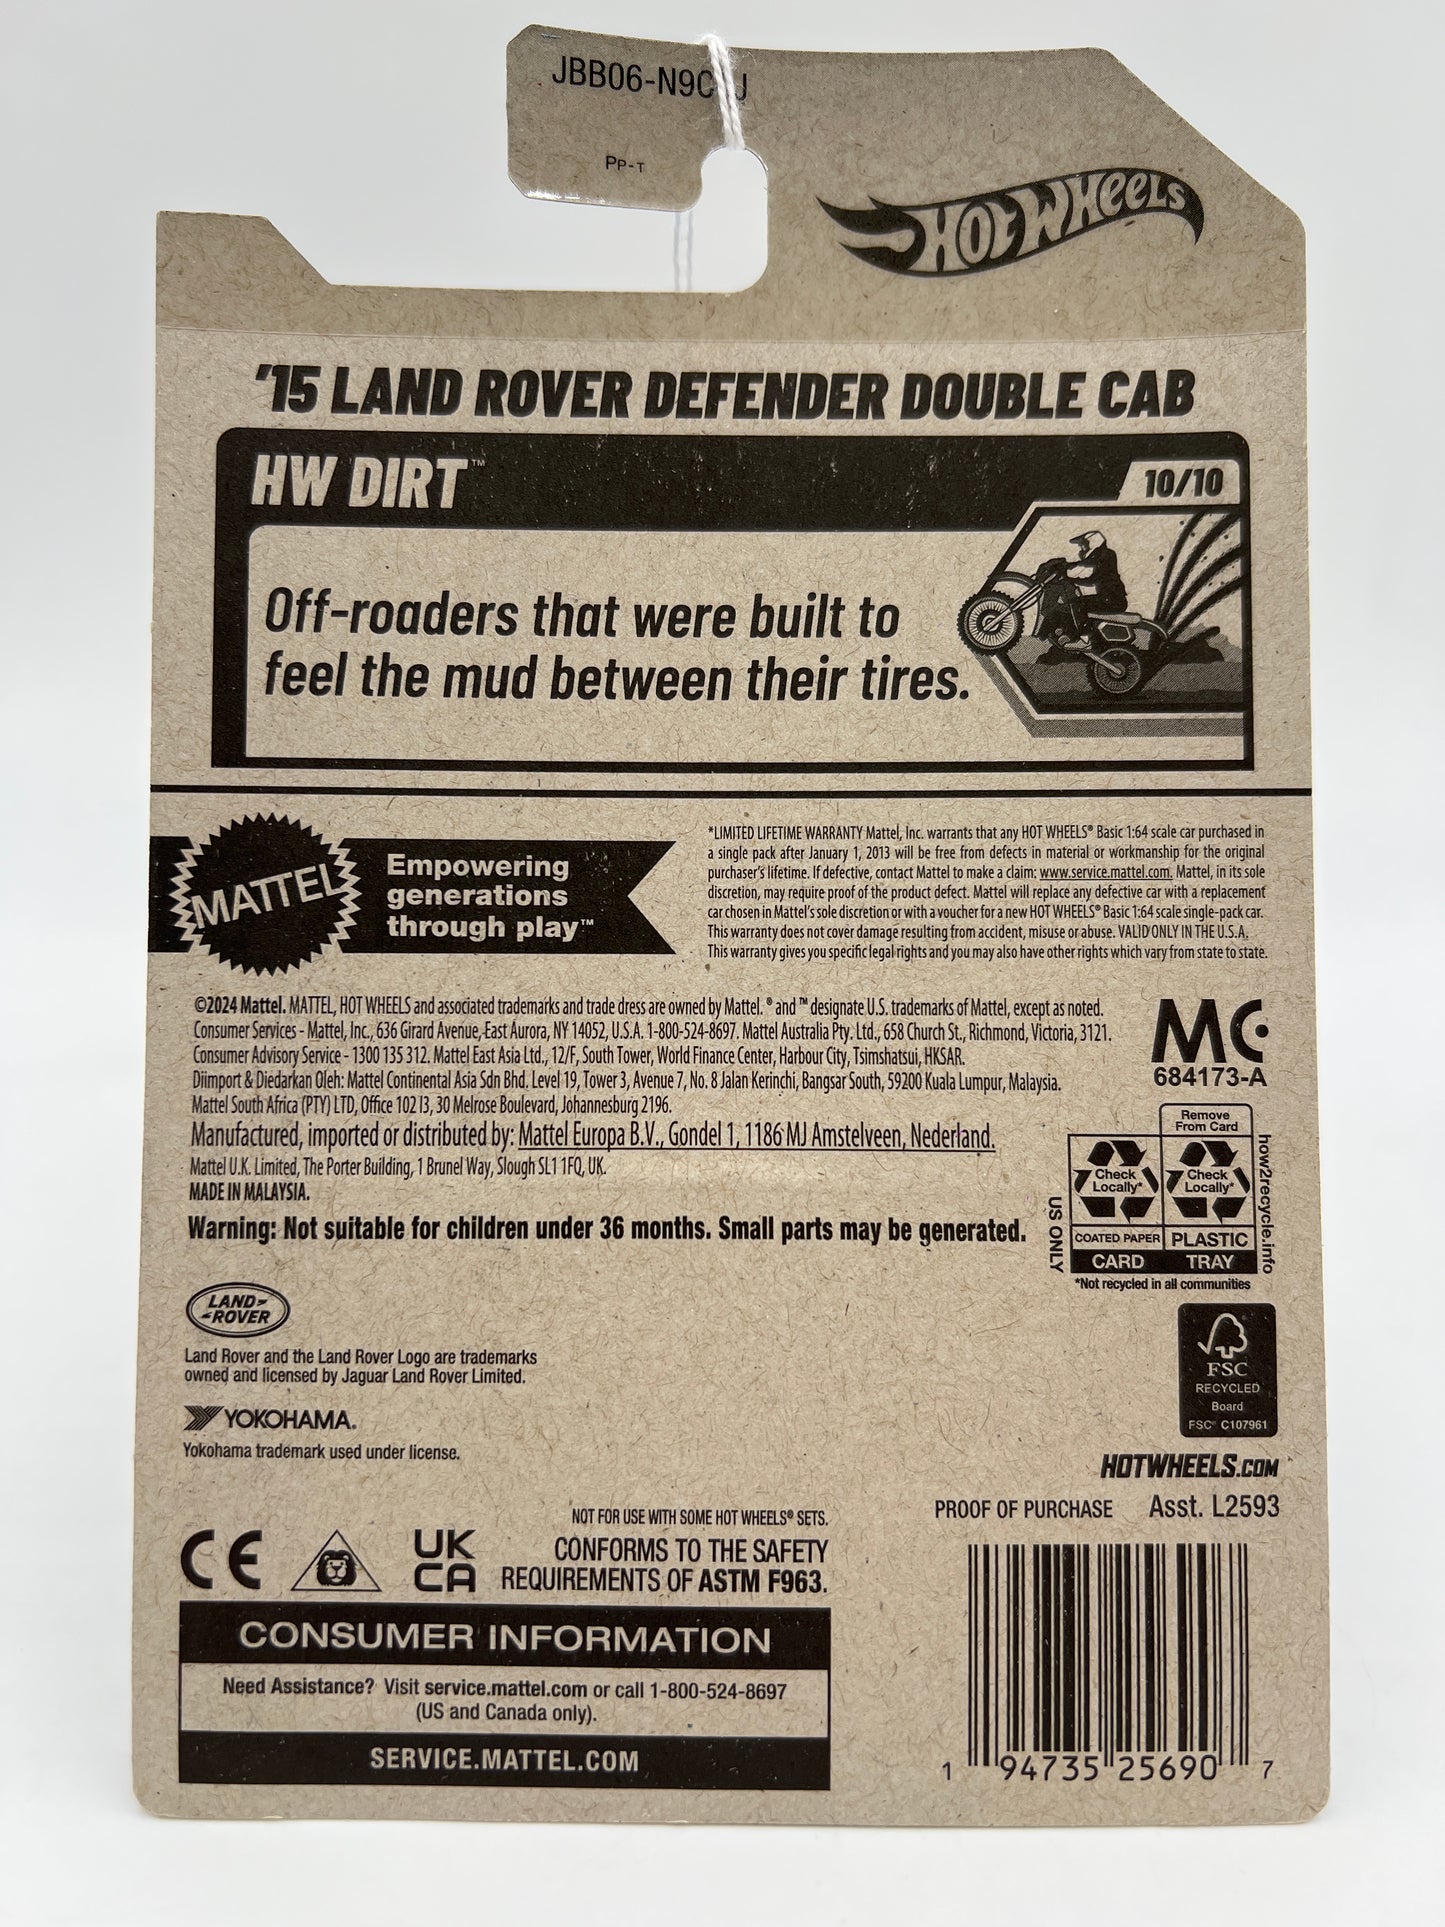 JBB06-N9C J
PP-T
HOT WHEELS
'15 LAND ROVER DEFENDER DOUBLE CAB
HW DIRT™
10/10
Off-roaders that were built to
feel the mud between their tires.
MATTEL
Empowering
generations
through play™
*LIMITED LIFETIME WARRANTY Mattel, Inc. warrants that any HOT WHEELS® Basic 1:64 scale car purchased in
a single pack after January 1, 2013 will be free from defects in material or workmanship for the original
purchaser's lifetime. If defective, contact Mattel to make a claim: www.service.mattel.com. Mattel, in its sole
discretion, may require proof of the product defect. Mattel will replace any defective car with a replacement
car chosen in Mattel's sole discretion or with a voucher for a new HOT WHEELS® Basic 1:64 scale single-pack car.
This warranty does not cover damage resulting from accident, misuse or abuse. VALID ONLY IN THE U.S.A.
This warranty gives you specific legal rights and you may also have other rights which vary from state to state.
©2024 Mattel. MATTEL, HOT WHEELS and associated trademarks and trade dress are owned by Mattel. ® and ™ designate U.S. trademarks of Mattel, except as noted.
Consumer Services - Mattel, Inc., 636 Girard Avenue, East Aurora, NY 14052, U.S.A. 1-800-524-8697. Mattel Australia Pty. Ltd., 658 Church St., Richmond, Victoria, 3121.
Consumer Advisory Service - 1300 135 312. Mattel East Asia Ltd., 12/F, South Tower, World Finance Center, Harbour City, Tsimshatsui, HKSAR.
Diimport & Diedarkan Oleh: Mattel Continental Asia Sdn Bhd. Level 19, Tower 3, Avenue 7, No. 8 Jalan Kerinchi, Bangsar South, 59200 Kuala Lumpur, Malaysia.
Mattel South Africa (PTY) LTD, Office 102 I3, 30 Melrose Boulevard, Johannesburg 2196.
Manufactured, imported or distributed by: Mattel Europa B.V., Gondel 1, 1186 MJ Amstelveen, Nederland.
Mattel U.K. Limited, The Porter Building, 1 Brunel Way, Slough SL1 1FQ, UK.
MADE IN MALAYSIA.
Warning: Not suitable for children under 36 months. Small parts may be generated.
MC
684173-A
Remove
From Card
Check
Locally*
Check
Locally*
COATED PAPER
PLASTIC
CARD
TRAY
US ONLY
how2recycle.info
*Not recycled in all communities
LAND-
-ROVER
Land Rover and the Land Rover Logo are trademarks
owned and licensed by Jaguar Land Rover Limited.
YOKOHAMA.
Yokohama trademark used under license.
FSC
RECYCLED
Board
FSC® C107961
HOTWHEELS.COM
PROOF OF PURCHASE Asst. L2593
NOT FOR USE WITH SOME HOT WHEELS® SETS.
CE
UK
CA
CONFORMS TO THE SAFETY
REQUIREMENTS OF ASTM F963.
CONSUMER INFORMATION
Need Assistance? Visit service.mattel.com or call 1-800-524-8697
(US and Canada only).
SERVICE.MATTEL.COM
1 94735 25690 7